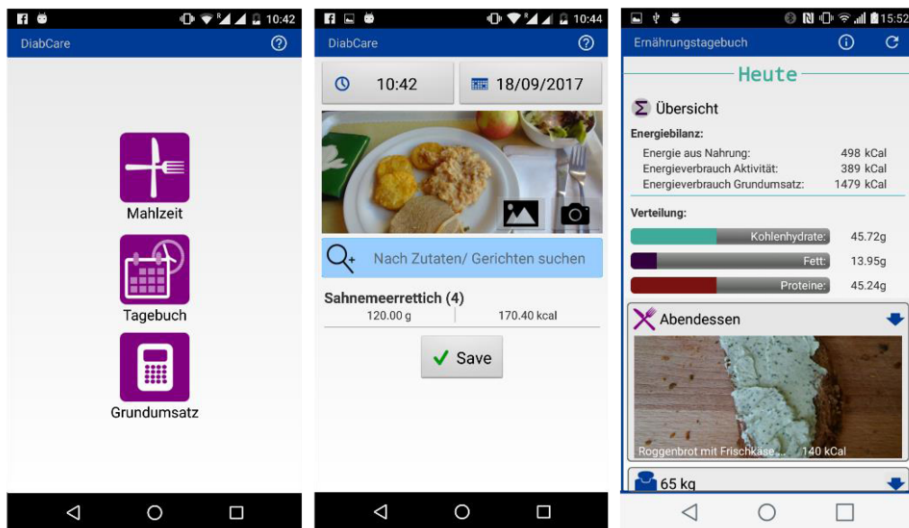 10:42
DiabCare
Mahlzeit
Tagebuch
Grundumsatz
10:44
DiabCare
10:42
18/09/2017
Nach Zutaten/ Gerichten suchen
Sahnemeerrettich (4)
120.00 g
170.40 kcal
Save
15:52
Ernährungstagebuch
Heute
Übersicht
Energiebilanz:
Energie aus Nahrung: 498 kCal
Energieverbrauch Aktivität: 389 kCal
Energieverbrauch Grundumsatz: 1479 kCal
Verteilung:
Kohlenhydrate: 45.72g
Fett: 13.95g
Proteine: 45.24g
Abendessen
Roggenbrot mit Frischkäse... 140 kCal
65 kg